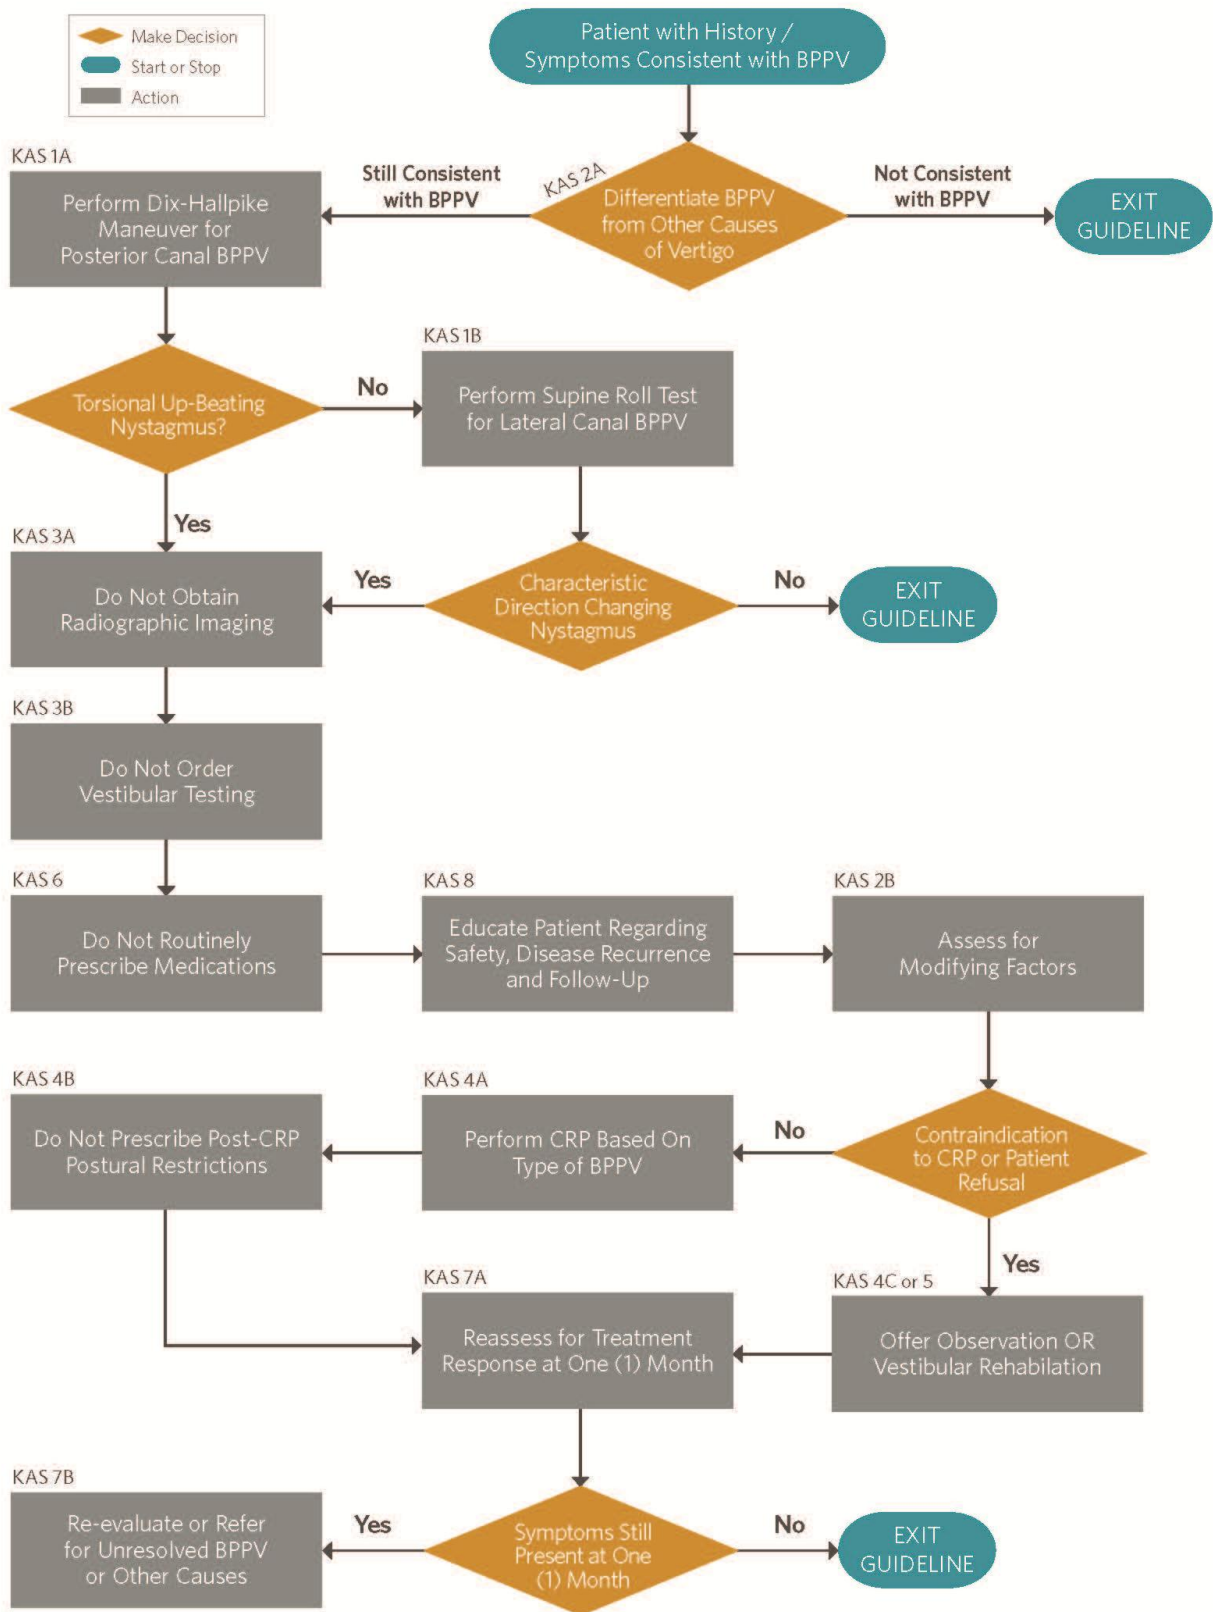 Make Decision
Start or Stop
Action
Patient with History /
Symptoms Consistent with BPPV
KAS 1A
Perform Dix-Hallpike
Maneuver for
Posterior Canal BPPV
Still Consistent
with BPPV
KAS 2A
Differentiate BPPV
from Other Causes
of Vertigo
Not Consistent
with BPPV
EXIT
GUIDELINE
Torsional Up-Beating
Nystagmus?
No
KAS 1B
Perform Supine Roll Test
for Lateral Canal BPPV
Yes
KAS 3A
Do Not Obtain
Radiographic Imaging
Yes
Characteristic
Direction Changing
Nystagmus
No
EXIT
GUIDELINE
KAS 3B
Do Not Order
Vestibular Testing
KAS 6
Do Not Routinely
Prescribe Medications
KAS 8
Educate Patient Regarding
Safety, Disease Recurrence
and Follow-Up
KAS 2B
Assess for
Modifying Factors
KAS 4B
Do Not Prescribe Post-CRP
Postural Restrictions
KAS 4A
Perform CRP Based On
Type of BPPV
No
Contraindication
to CRP or Patient
Refusal
Yes
KAS 7A
Reassess for Treatment
Response at One (1) Month
KAS 4C or 5
Offer Observation OR
Vestibular Rehabilation
KAS 7B
Re-evaluate or Refer
for Unresolved BPPV
or Other Causes
Yes
Symptoms Still
Present at One
(1) Month
No
EXIT
GUIDELINE